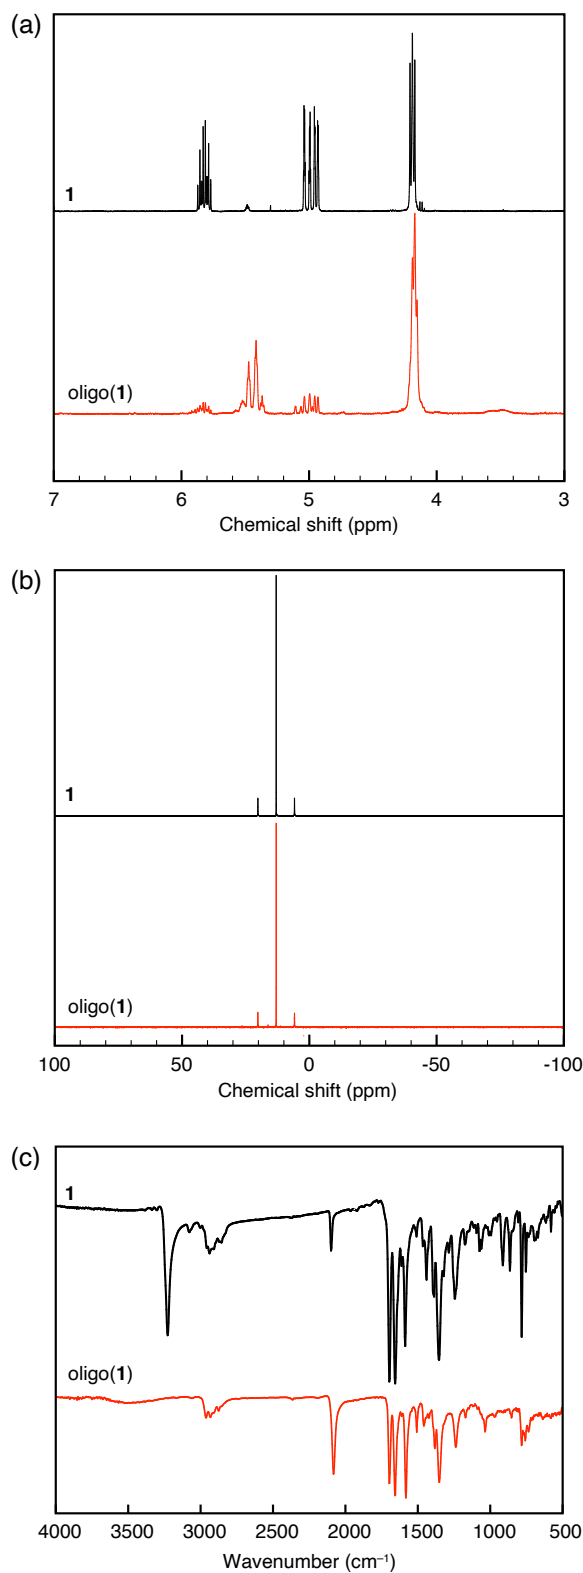 (a)
1
oligo(1)
7 6 5 4 3
Chemical shift (ppm)
(b)
1
oligo(1)
100 50 0 -50 -100
Chemical shift (ppm)
(c)
1
oligo(1)
4000 3500 3000 2500 2000 1500 1000 500
Wavenumber (cm⁻¹)